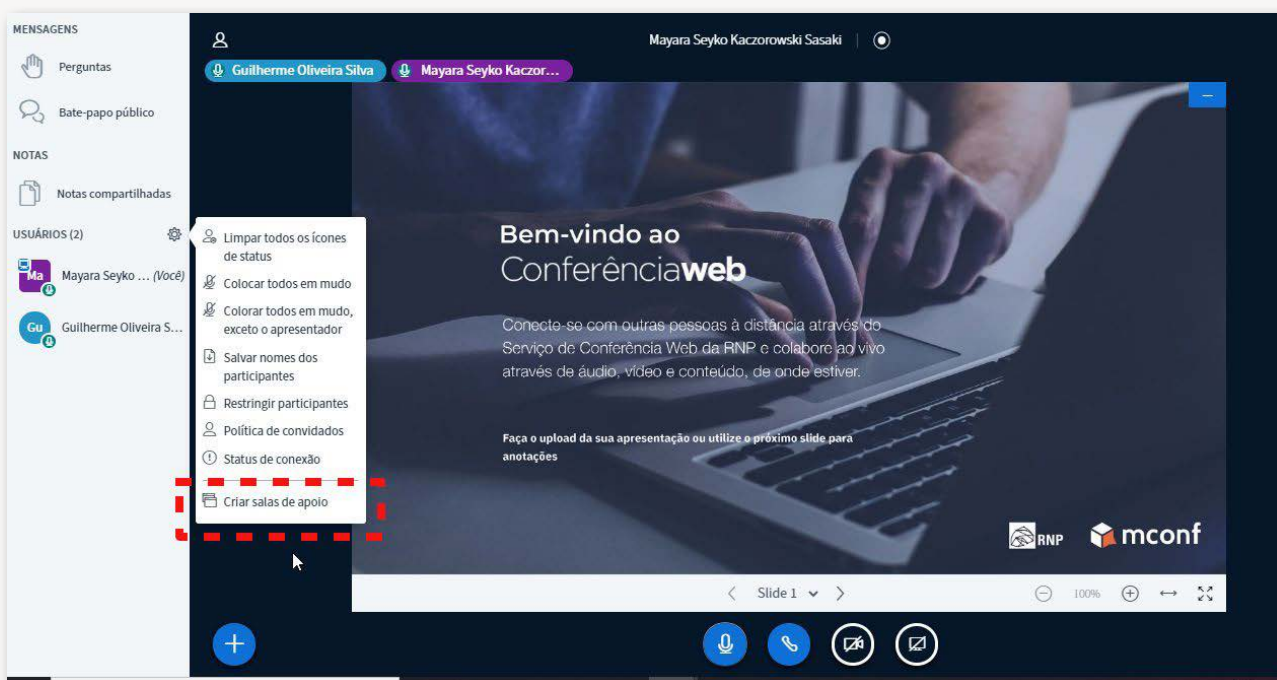 MENSAGENS
Perguntas
Bate-papo público
NOTAS
Notas compartilhadas
USUÁRIOS (2)
Ma
Mayara Seyko ... (Você)
Gu
Guilherme Oliveira S...
Limpar todos os ícones
de status
Colocar todos em mudo
Colorar todos em mudo,
exceto o apresentador
Salvar nomes dos
participantes
Restringir participantes
Política de convidados
Status de conexão
Criar salas de apoio
Mayara Seyko Kaczorowski Sasaki
Guilherme Oliveira Silva
Mayara Seyko Kaczor...
Bem-vindo ao
Conferênciaweb
Conecte-se com outras pessoas à distância através do
Serviço de Conferência Web da RNP e colabore ao vivo
através de áudio, vídeo e conteúdo, de onde estiver.
Faça o upload da sua apresentação ou utilize o próximo slide para
anotações
RNP
mconf
Slide 1
100%